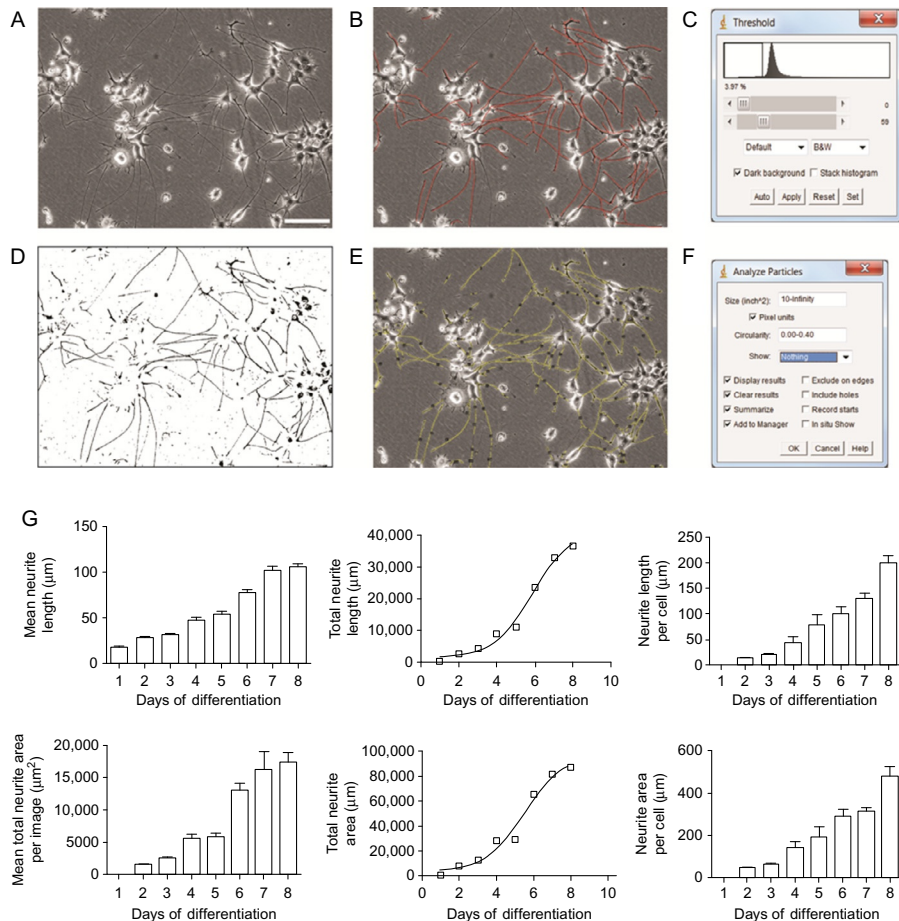 A
B
C
Threshold
3.97 %
0
59
Default
B&W
Dark background
Stack histogram
Auto
Apply
Reset
Set
D
E
F
Analyze Particles
Size (inch^2):
10-Infinity
Pixel units
Circularity:
0.00-0.40
Show:
Nothing
Display results
Exclude on edges
Clear results
Include holes
Summarize
Record starts
Add to Manager
In situ Show
OK
Cancel
Help
G
Mean neurite
length (μm)
150
100
50
0
1 2 3 4 5 6 7 8
Days of differentiation
Total neurite
length (μm)
40,000
30,000
20,000
10,000
0
0 2 4 6 8 10
Days of differentiation
Neurite length
per cell (μm)
250
200
150
100
50
0
1 2 3 4 5 6 7 8
Days of differentiation
Mean total neurite area
per image (μm²)
20,000
15,000
10,000
5000
0
1 2 3 4 5 6 7 8
Days of differentiation
Total neurite
area (μm)
100,000
80,000
60,000
40,000
20,000
0
0 2 4 6 8 10
Days of differentiation
Neurite area
per cell (μm)
600
400
200
0
1 2 3 4 5 6 7 8
Days of differentiation